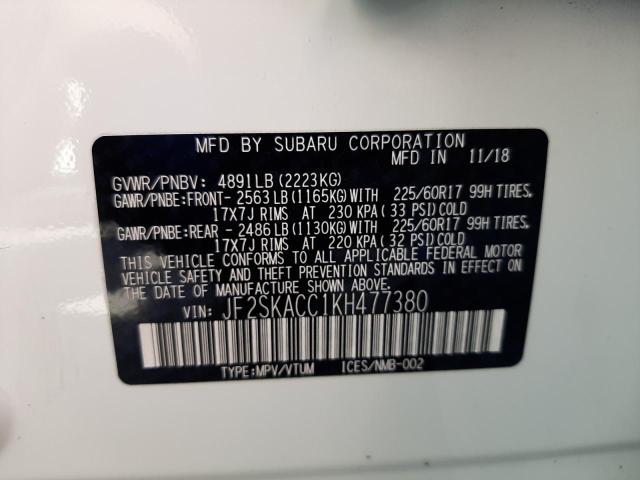 MFD BY SUBARU CORPORATION
MFD IN 11/18
GVWR/PNBV: 4891LB(2223KG)
GAWR/PNBE:FRONT- 2563LB(1165KG)WITH 225/60R17 99H TIRES.
17X7J RIMS AT 230 KPA(33 PSI)COLD
GAWR/PNBE:REAR -2486LB(1130KG)WITH 225/60R17 99H TIRES.
17X7J RIMS AT 220 KPA(32 PSI)COLD
THIS VEHICLE CONFORMS TO ALL APPLICABLE FEDERAL MOTOR
VEHICLE SAFETY AND THEFT PREVENTION STANDARDS IN EFFECT
ON THE DATE OF MANUFACTURE SHOWN ABOVE.
VIN: JF2SKACC1KH477380
TYPE:MPV/VTUM ICES/NMB-002